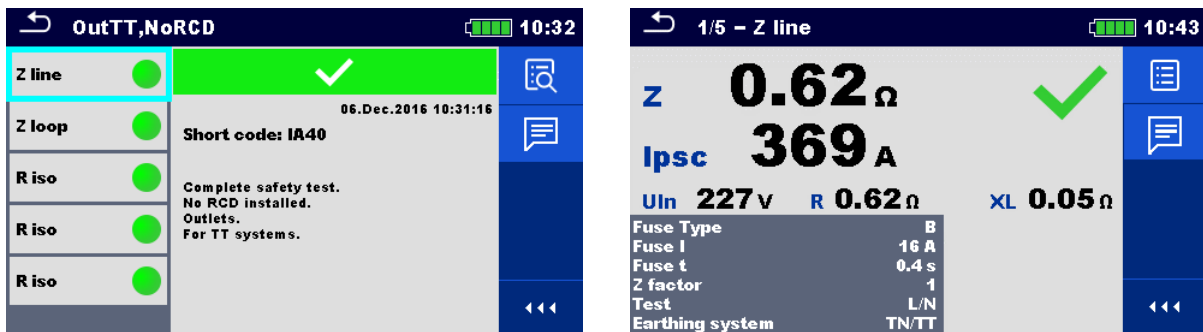 OutTT,NoRCD 10:32
Z line
Z loop
R iso
R iso
R iso
06.Dec.2016 10:31:16
Short code: IA40
Complete safety test.
No RCD installed.
Outlets.
For TT systems.
1/5 – Z line 10:43
Z 0.62 Ω
Ipsc 369 A
Uln 227 V R 0.62 Ω XL 0.05 Ω
Fuse Type B
Fuse I 16 A
Fuse t 0.4 s
Z factor 1
Test L/N
Earthing system TN/TT